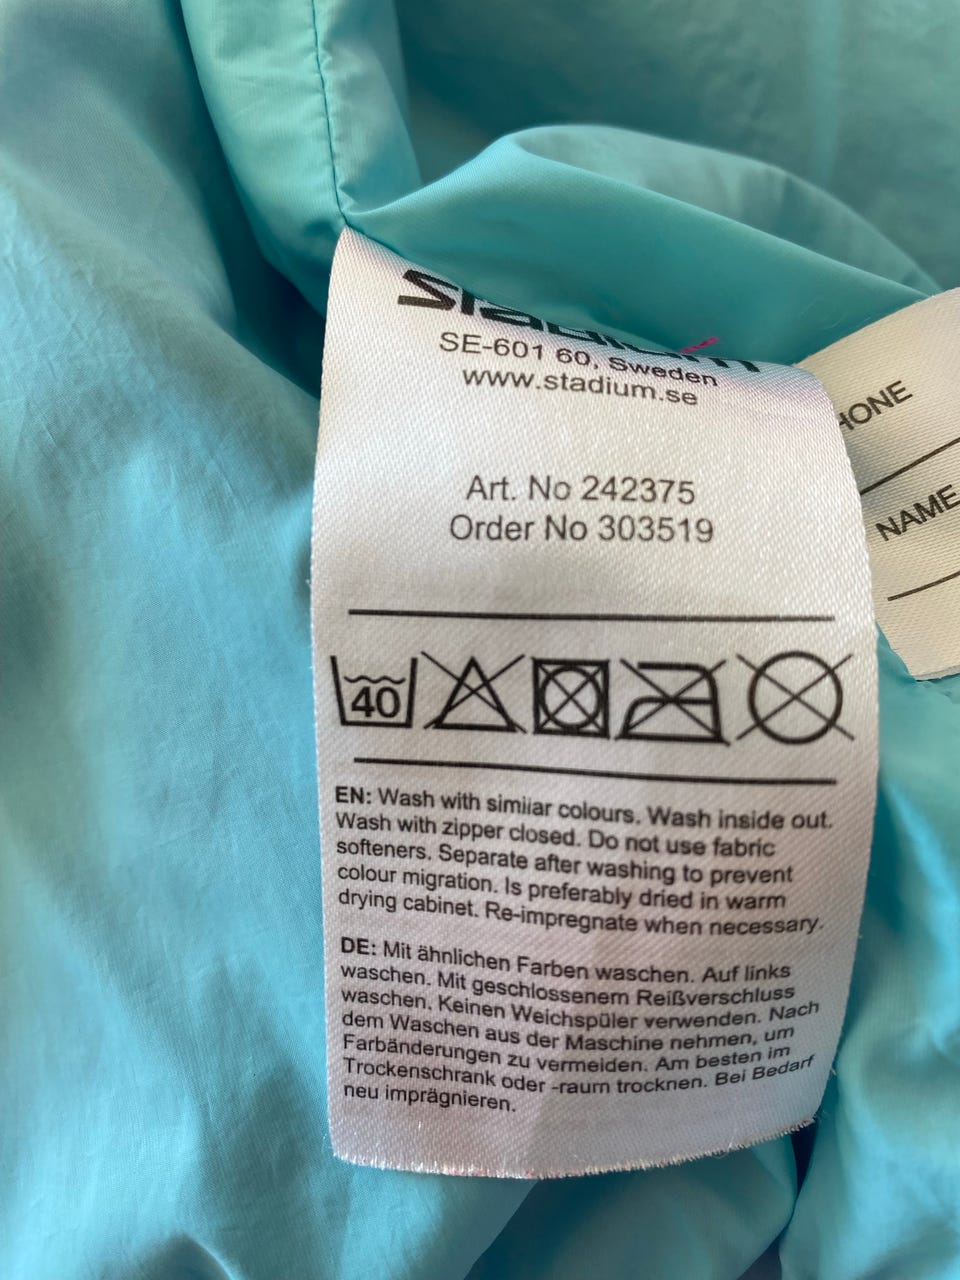 stadium
SE-601 60, Sweden
www.stadium.se
Art. No 242375
Order No 303519
40
EN: Wash with similar colours. Wash inside out.
Wash with zipper closed. Do not use fabric
softeners. Separate after washing to prevent
colour migration. Is preferably dried in warm
drying cabinet. Re-impregnate when necessary.
DE: Mit ähnlichen Farben waschen. Auf links
waschen. Mit geschlossenem Reißverschluss
waschen. Keinen Weichspüler verwenden. Nach
dem Waschen aus der Maschine nehmen, um
Farbänderungen zu vermeiden. Am besten im
Trockenschrank oder -raum trocknen. Bei Bedarf
neu imprägnieren.
HONE
NAME